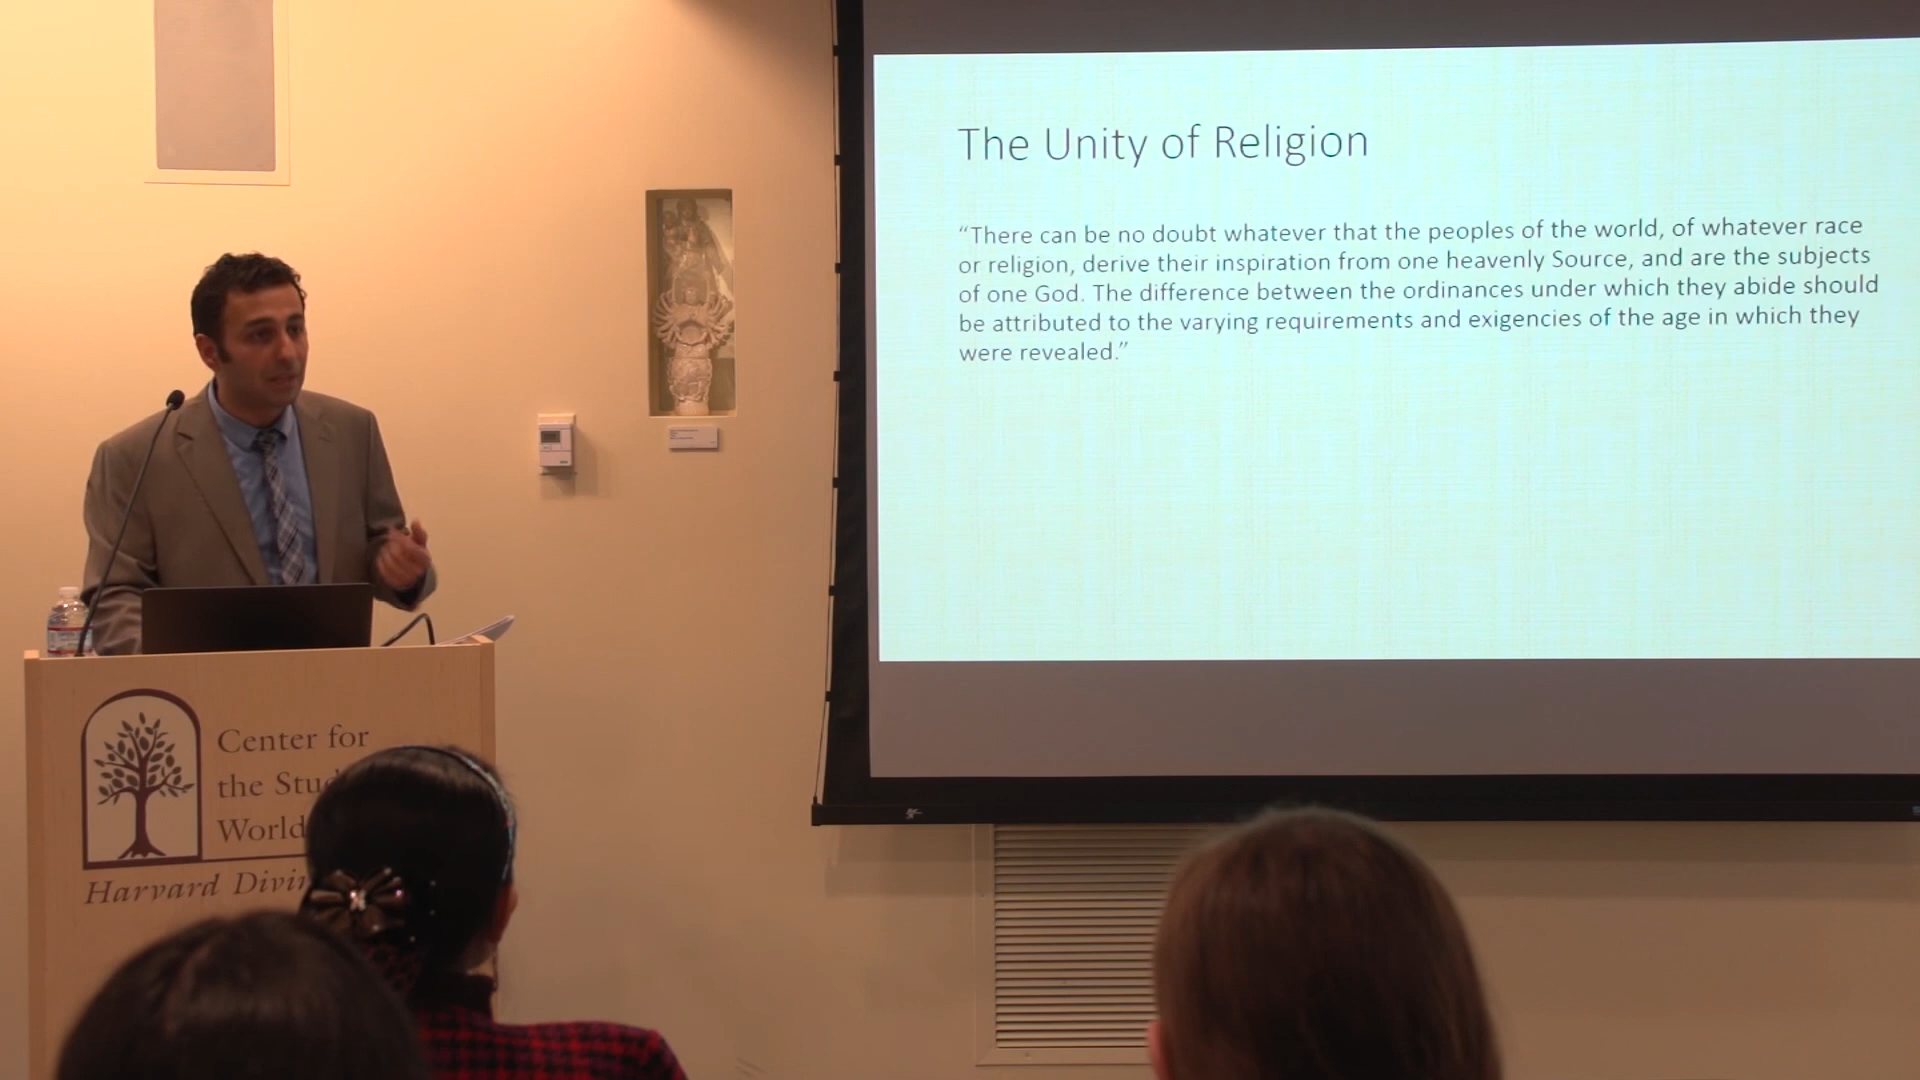 The Unity of Religion
“There can be no doubt whatever that the peoples of the world, of whatever race
or religion, derive their inspiration from one heavenly Source, and are the subjects
of one God. The difference between the ordinances under which they abide should
be attributed to the varying requirements and exigencies of the age in which they
were revealed.”
Center for
the Stud
World
Harvard Divin